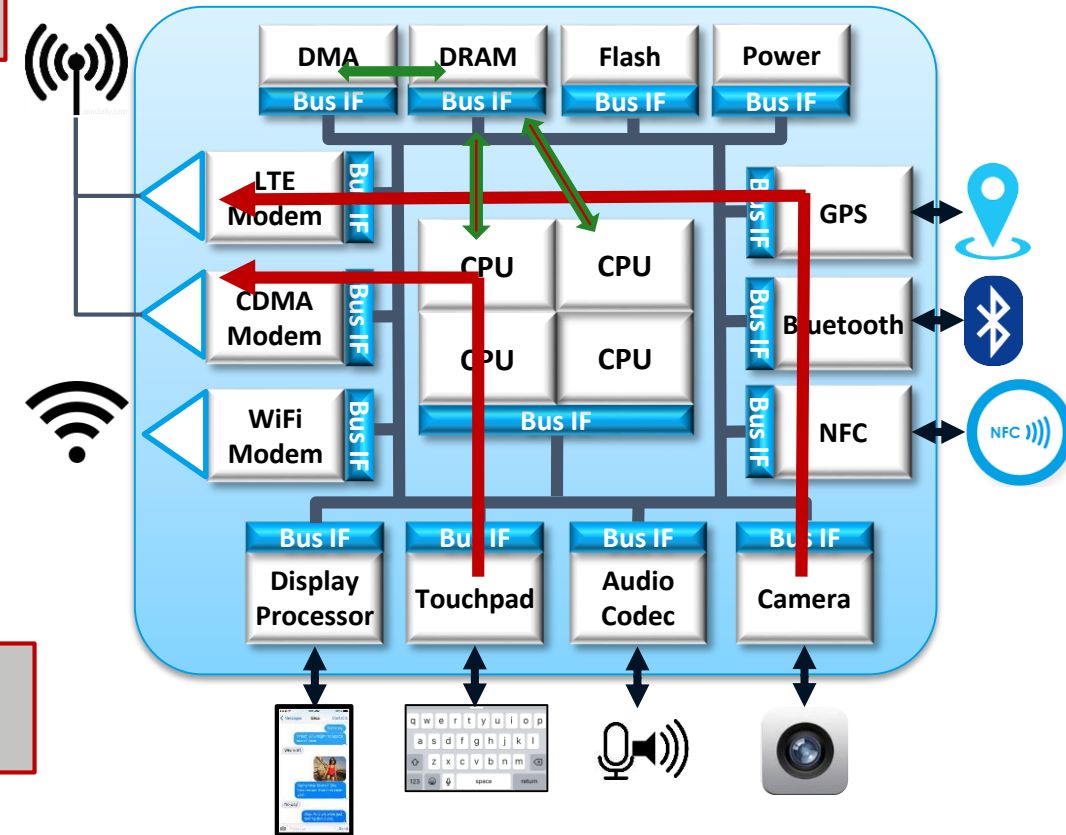 DMA
DRAM
Flash
Power
Bus IF
Bus IF
Bus IF
Bus IF
LTE
Modem
Bus IF
Bus IF
GPS
CPU
CPU
CDMA
Modem
Bus IF
Bus IF
Bluetooth
CPU
CPU
WiFi
Modem
Bus IF
Bus IF
Bus IF
NFC
NFC
Bus IF
Bus IF
Bus IF
Bus IF
Display
Processor
Touchpad
Audio
Codec
Camera
q w e r t y u i o p
a s d f g h j k l
z x c v b n m
123
space
return
Messages